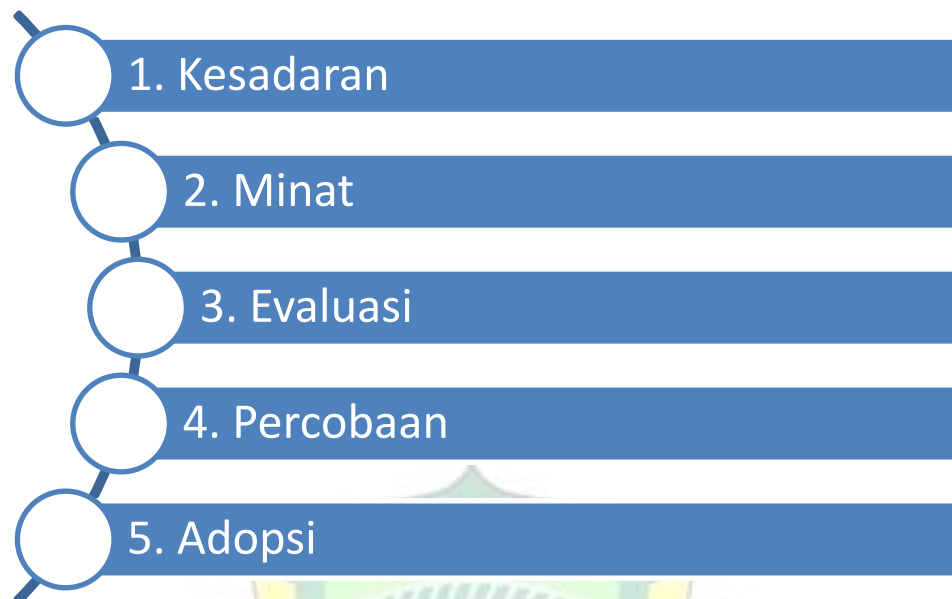 1. Kesadaran
2. Minat
3. Evaluasi
4. Percobaan
5. Adopsi